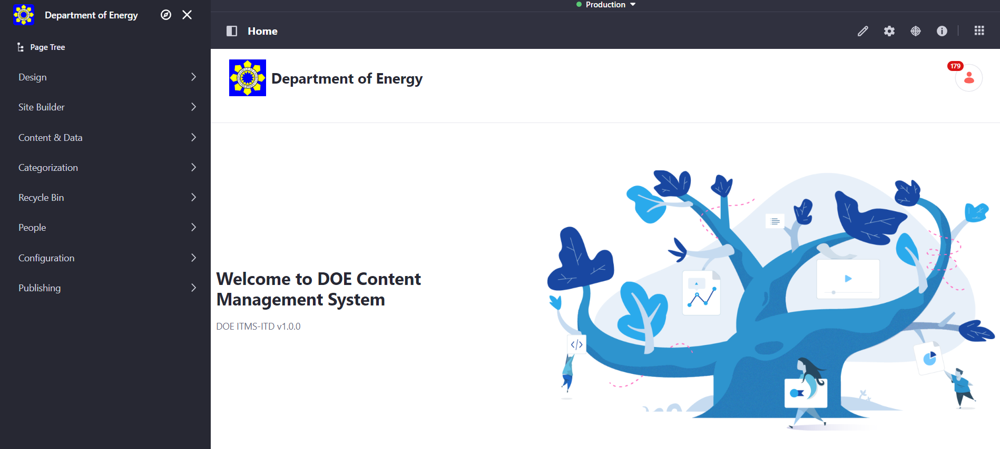 Department of Energy
Page Tree
Design
Site Builder
Content & Data
Categorization
Recycle Bin
People
Configuration
Publishing
Production
Home
Department of Energy
179
Welcome to DOE Content
Management System
DOE ITMS-ITD v1.0.0